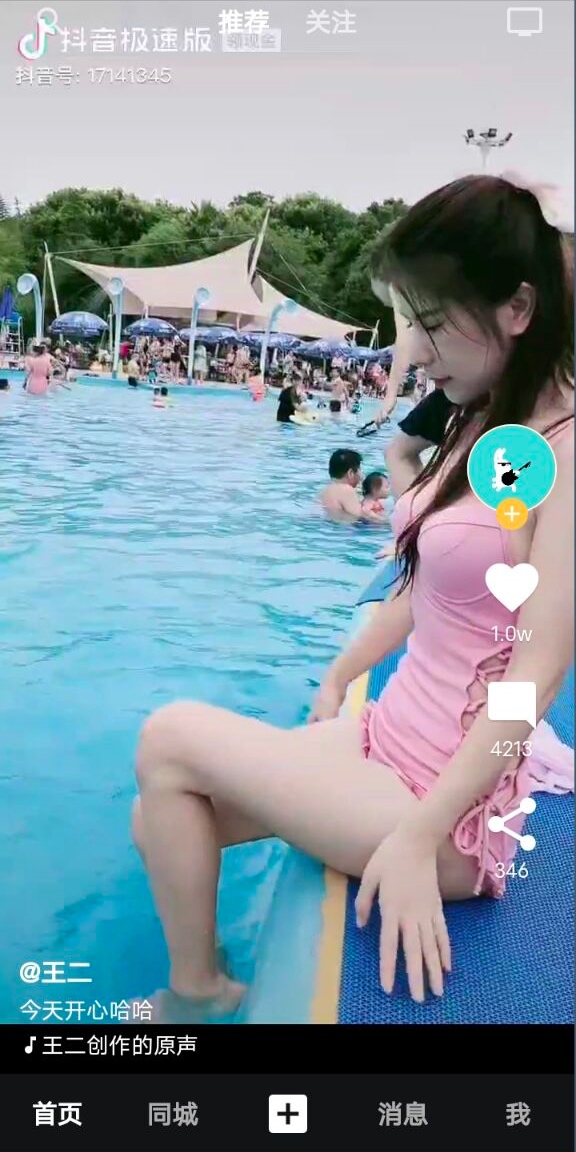 推荐 关注
抖音极速版 领现金
抖音号: 17141345
1.0w
4213
346
@王二
今天开心哈哈
王二创作的原声
首页 同城 消息 我